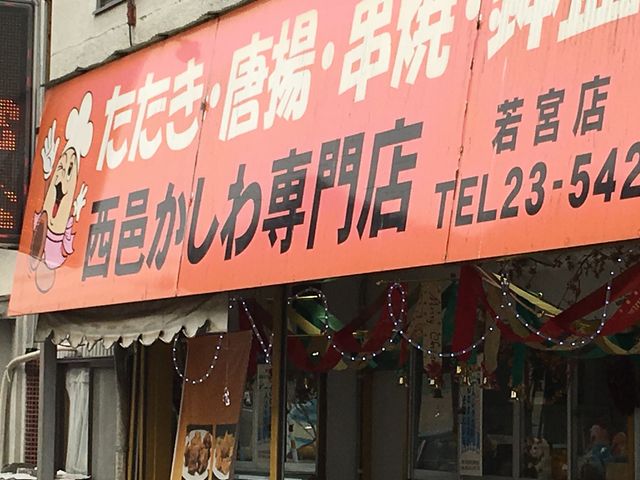 たたき・唐揚・串焼・
西邑かしわ専門店
若宮店
TEL23-542